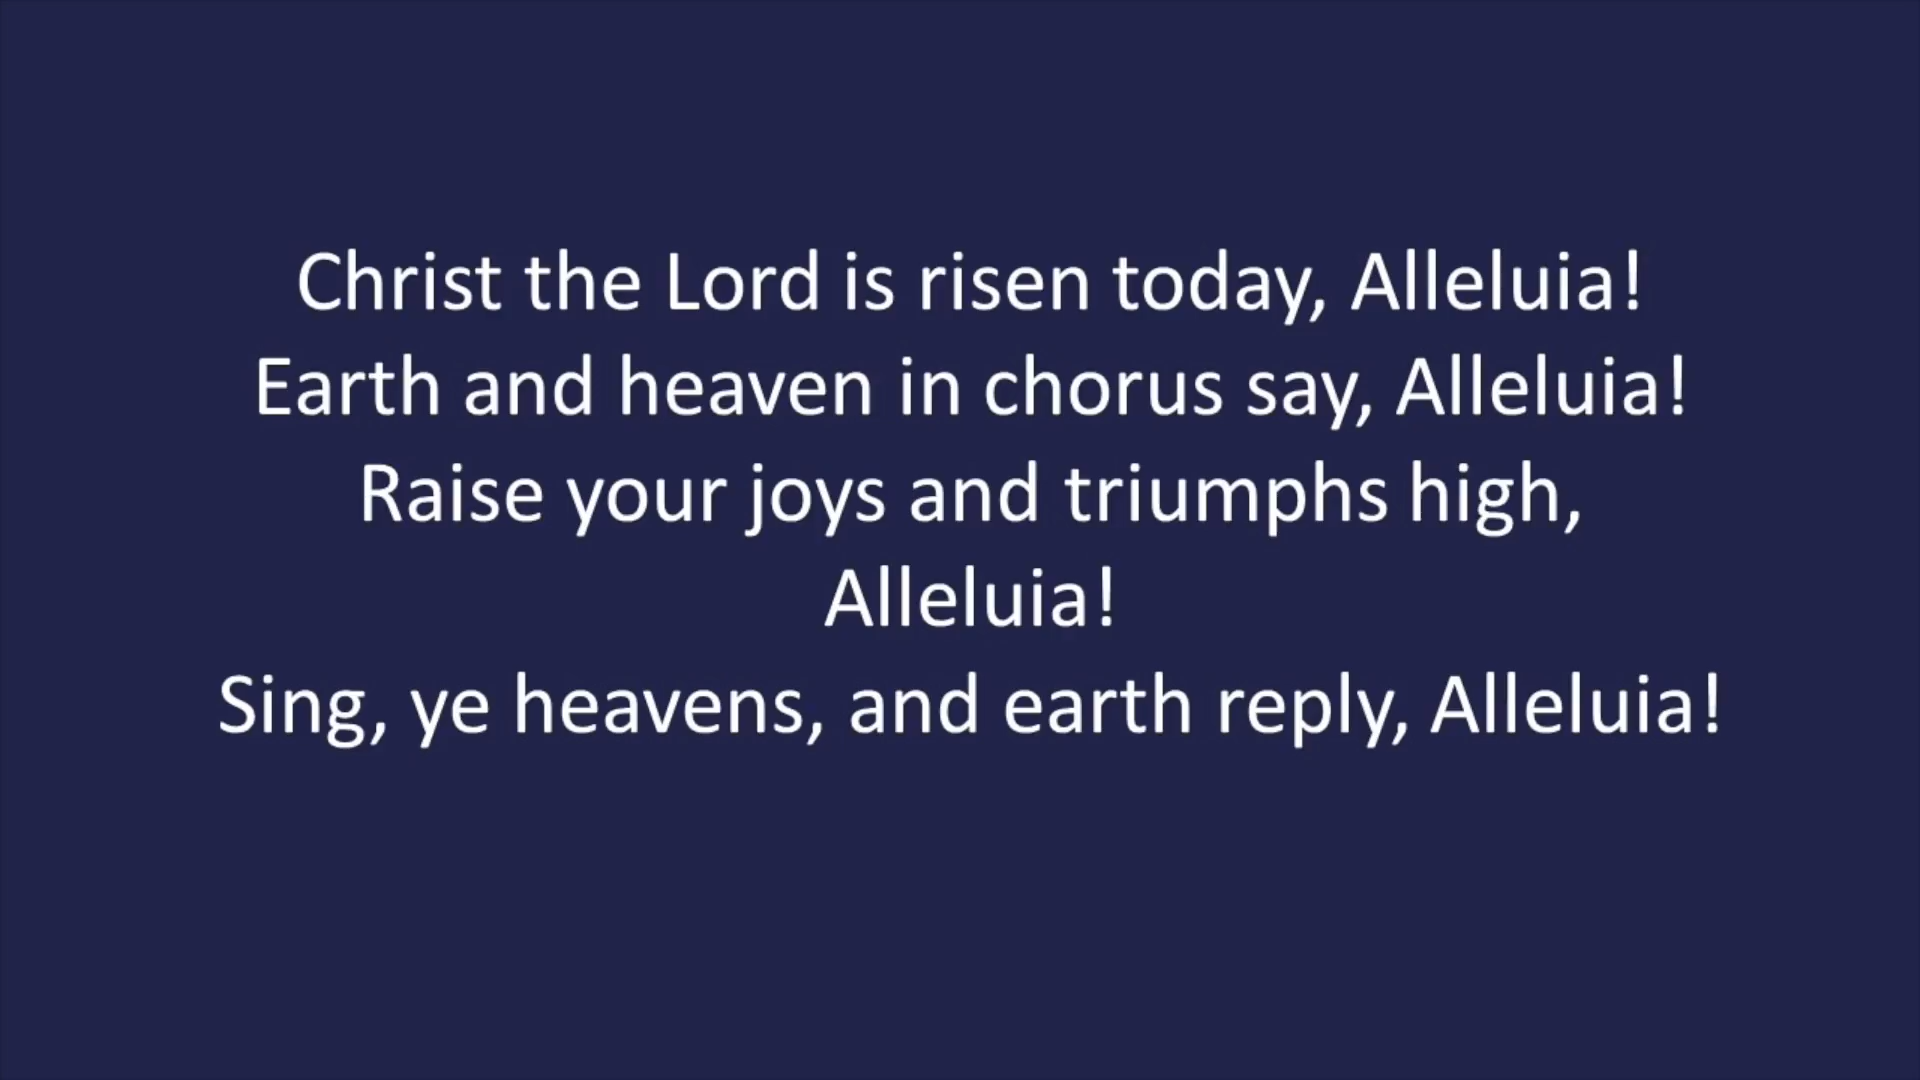 Christ the Lord is risen today, Alleluia!
Earth and heaven in chorus say, Alleluia!
Raise your joys and triumphs high,
Alleluia!
Sing, ye heavens, and earth reply, Alleluia!